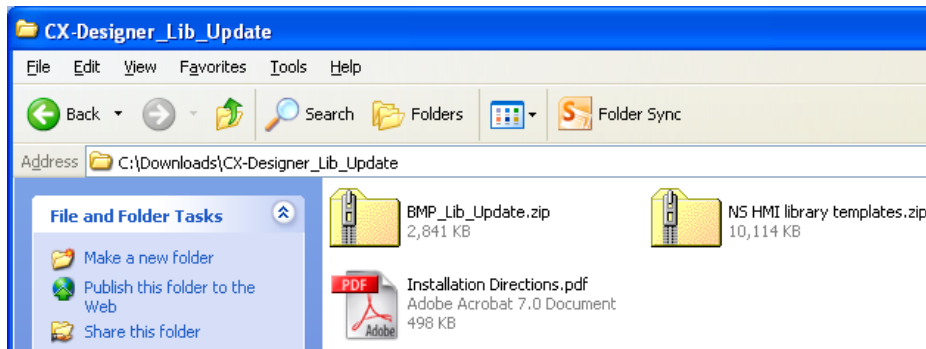 CX-Designer_Lib_Update
File Edit View Favorites Tools Help
Back Search Folders Folder Sync
Address C:\Downloads\CX-Designer_Lib_Update
File and Folder Tasks
Make a new folder
Publish this folder to the
Web
Share this folder
BMP_Lib_Update.zip
2,841 KB
NS HMI library templates.zip
10,114 KB
PDF
Adobe
Installation Directions.pdf
Adobe Acrobat 7.0 Document
498 KB